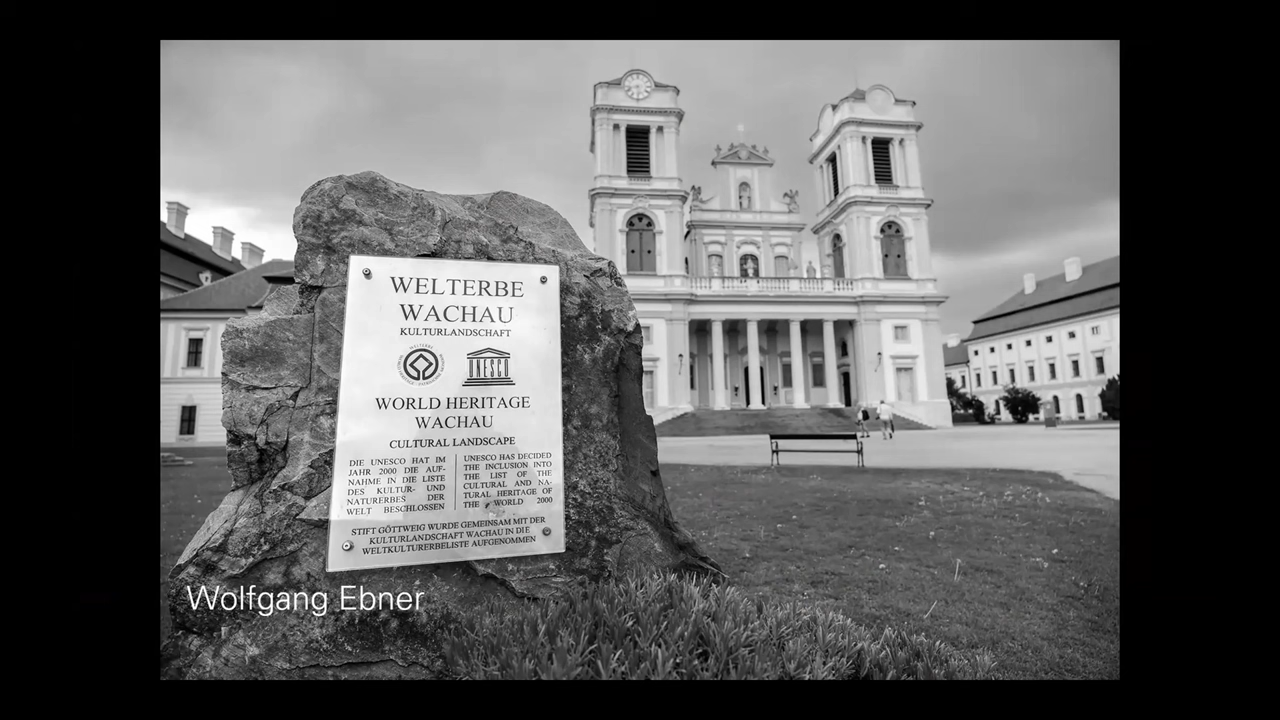 WELTERBE
WACHAU
KULTURLANDSCHAFT
UNESCO
WORLD HERITAGE
WACHAU
CULTURAL LANDSCAPE
DIE UNESCO HAT IM
JAHR 2000 DIE AUF-
NAHME IN DIE LISTE
DES KULTUR- UND
NATURERBES DER
WELT BESCHLOSSEN
UNESCO HAS DECIDED
THE INCLUSION INTO
THE LIST OF THE
CULTURAL AND NA-
TURAL HERITAGE OF
THE WORLD 2000
STIFT GÖTTWEIG WURDE GEMEINSAM MIT DER
KULTURLANDSCHAFT WACHAU IN DIE
WELTKULTURERBELISTE AUFGENOMMEN
Wolfgang Ebner